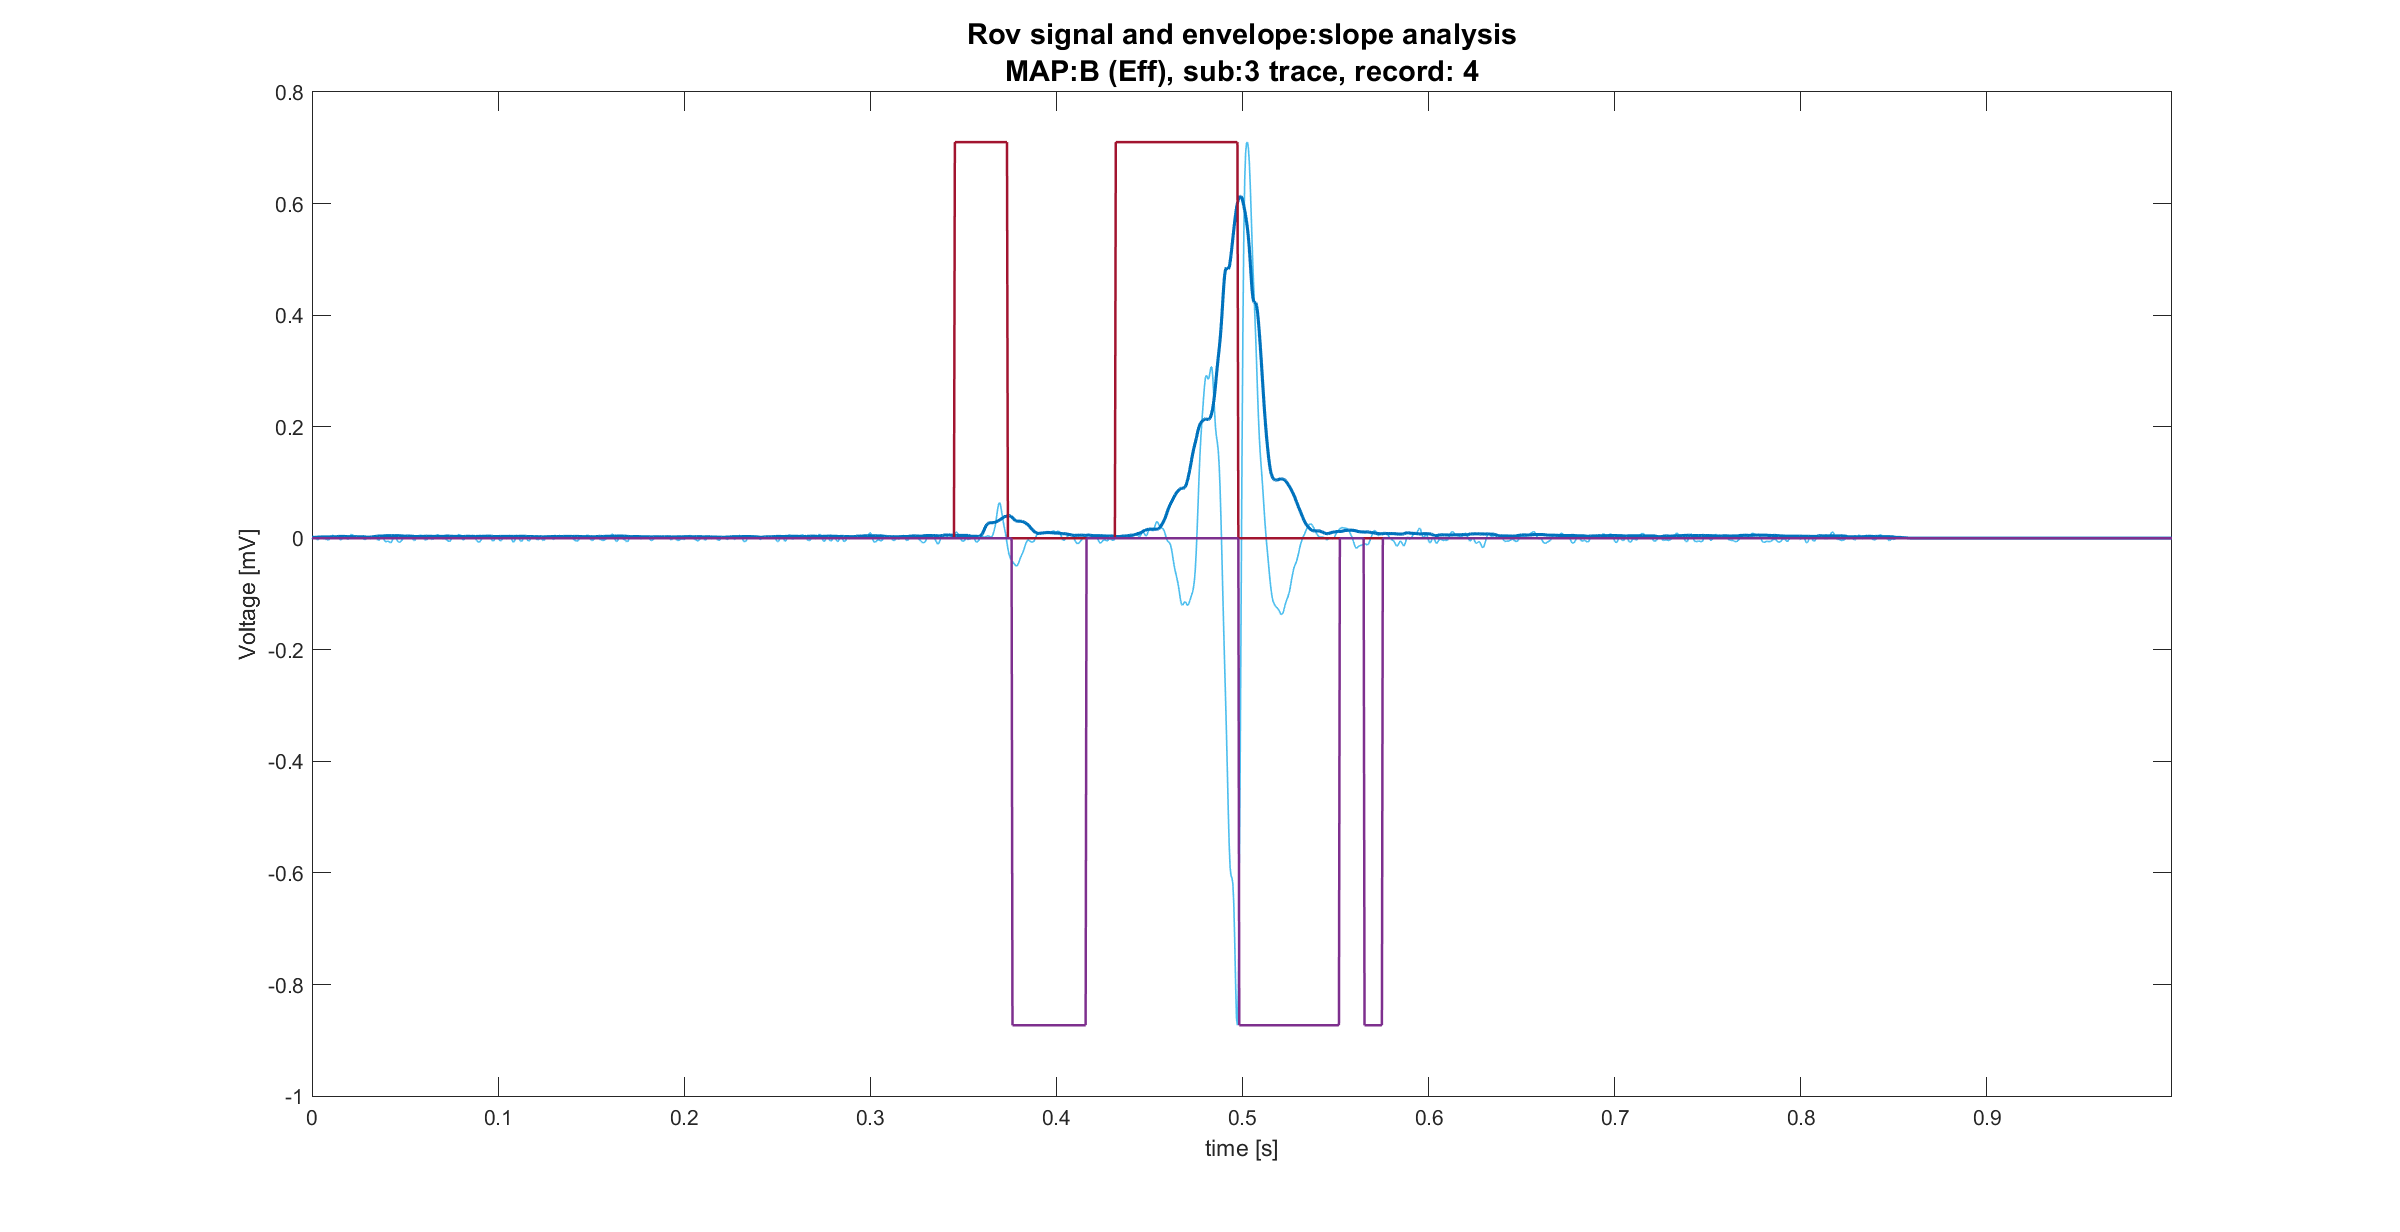 Rov signal and envelope:slope analysis
MAP:B (Eff), sub:3 trace, record: 4
0.8
0.6
0.4
0.2
0
-0.2
-0.4
-0.6
-0.8
-1
Voltage [mV]
0 0.1 0.2 0.3 0.4 0.5 0.6 0.7 0.8 0.9
time [s]